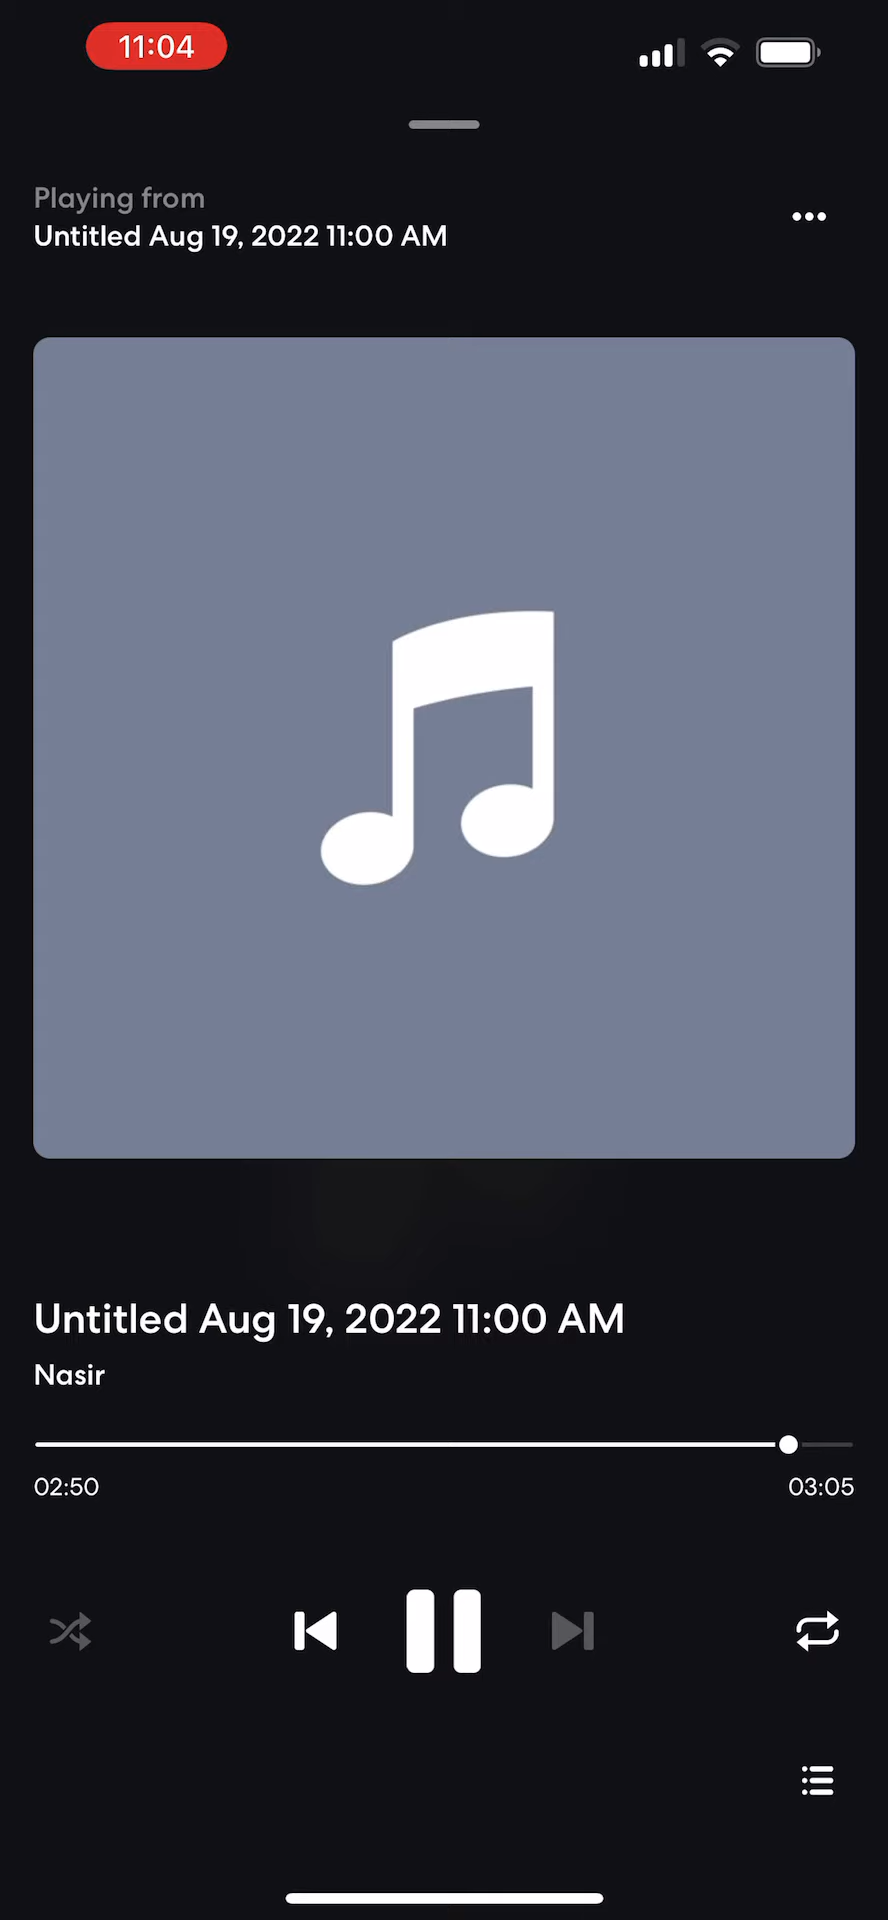 11:04
Playing from
Untitled Aug 19, 2022 11:00 AM
Untitled Aug 19, 2022 11:00 AM
Nasir
02:50 03:05